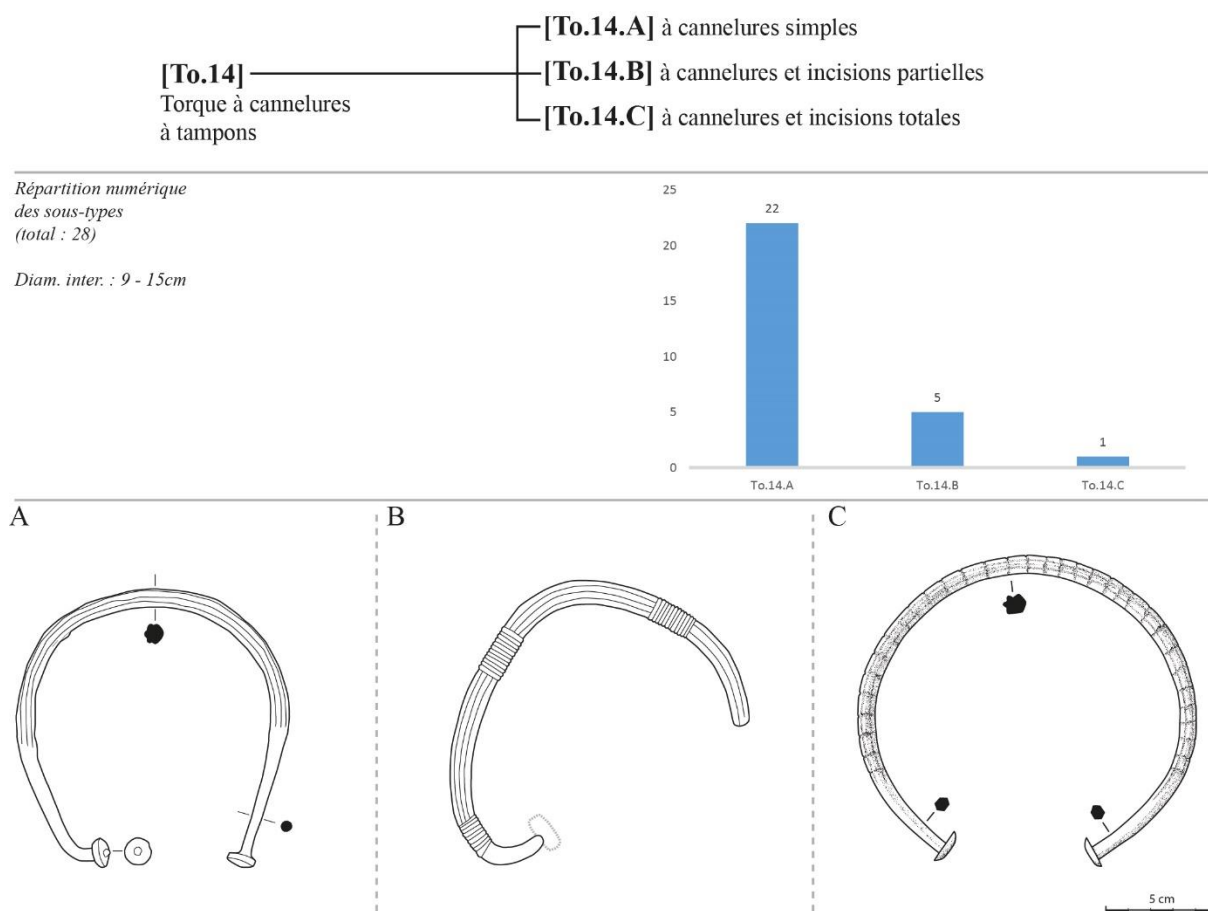 [To.14.A] à cannelures simples
[To.14] [To.14.B] à cannelures et incisions partielles
Torque à cannelures
à tampons
[To.14.C] à cannelures et incisions totales
Répartition numérique
des sous-types
(total : 28)
Diam. inter. : 9 - 15cm
25
22
20
15
10
5
5
1
0
To.14.A To.14.B To.14.C
A B C
5 cm